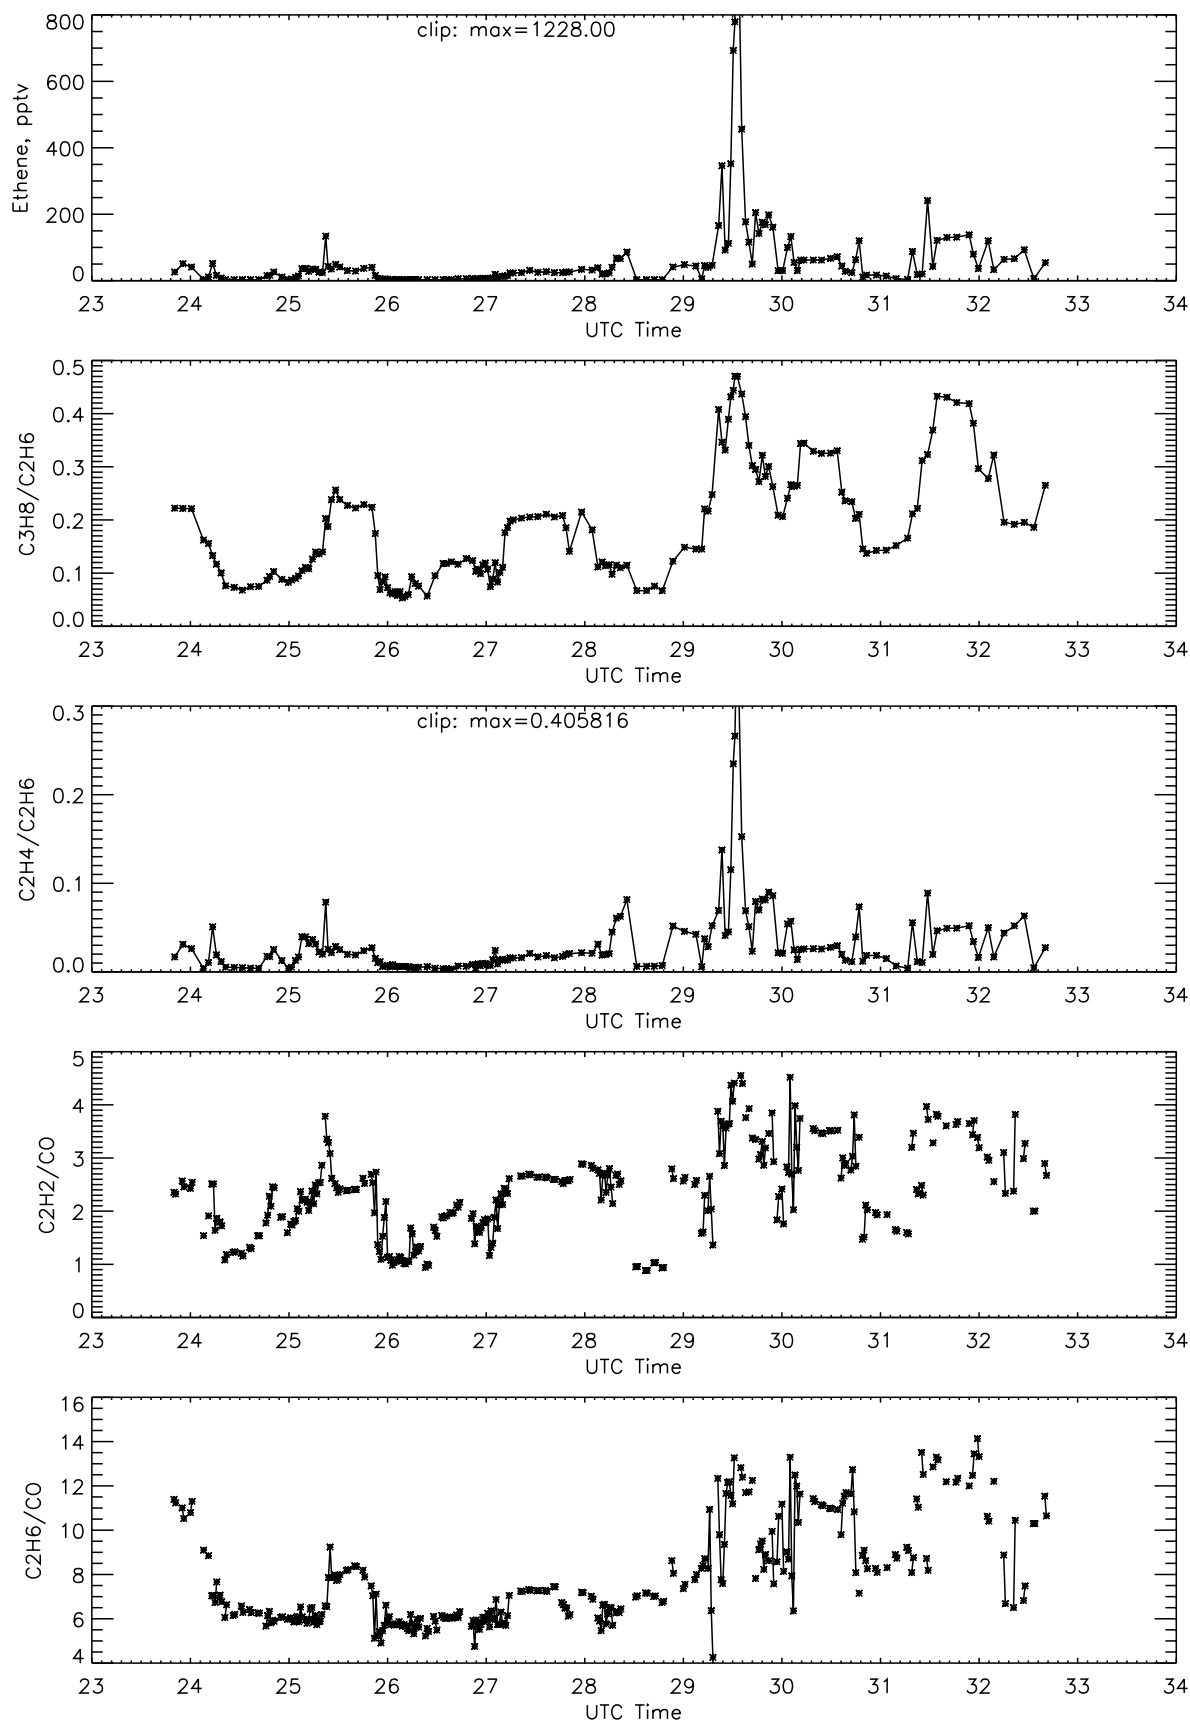 clip: max=1228.00
Ethene, pptv
800
600
400
200
0
23 24 25 26 27 28 29 30 31 32 33 34
UTC Time
C3H8/C2H6
0.5
0.4
0.3
0.2
0.1
0.0
23 24 25 26 27 28 29 30 31 32 33 34
UTC Time
clip: max=0.405816
C2H4/C2H6
0.3
0.2
0.1
0.0
23 24 25 26 27 28 29 30 31 32 33 34
UTC Time
C2H2/CO
5
4
3
2
1
0
23 24 25 26 27 28 29 30 31 32 33 34
UTC Time
C2H6/CO
16
14
12
10
8
6
4
23 24 25 26 27 28 29 30 31 32 33 34
UTC Time